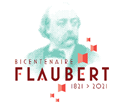 BICENTENAIRE
FLAUBERT
1821 > 2021